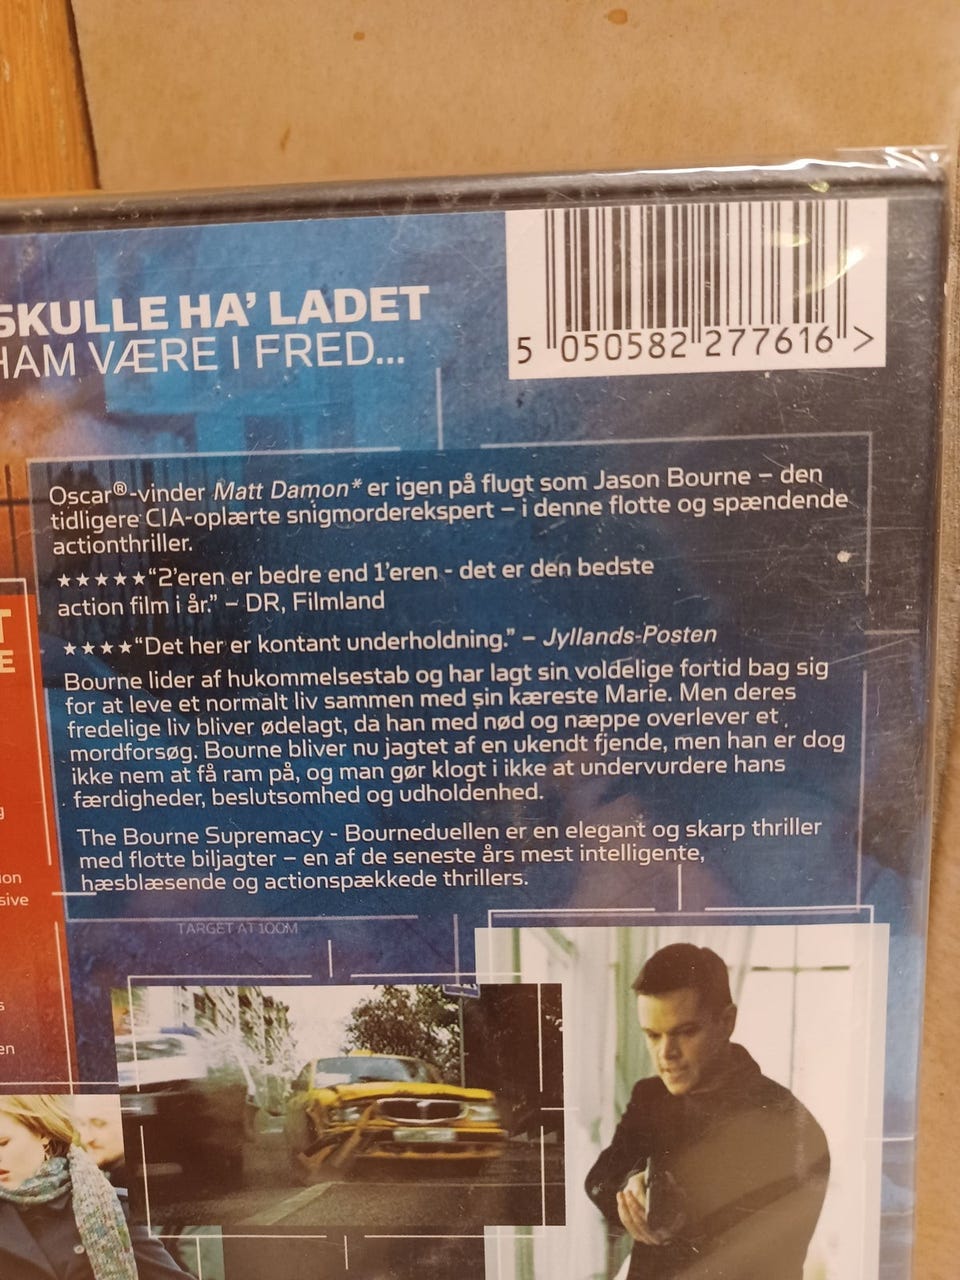 SKULLE HA' LADET
HAM VÆRE I FRED...
5 050582 277616 >
Oscar®-vinder Matt Damon* er igen på flugt som Jason Bourne – den
tidligere CIA-oplærte snigmorderekspert – i denne flotte og spændende
actionthriller.
★★★★★“2’eren er bedre end 1’eren - det er den bedste
action film i år.” – DR, Filmland
★★★★“Det her er kontant underholdning.” – Jyllands-Posten
Bourne lider af hukommelsestab og har lagt sin voldelige fortid bag sig
for at leve et normalt liv sammen med sin kæreste Marie. Men deres
fredelige liv bliver ødelagt, da han med nød og næppe overlever et
mordforsøg. Bourne bliver nu jagtet af en ukendt fjende, men han er dog
ikke nem at få ram på, og man gør klogt i ikke at undervurdere hans
færdigheder, beslutsomhed og udholdenhed.
The Bourne Supremacy - Bourneduellen er en elegant og skarp thriller
med flotte biljagter – en af de seneste års mest intelligente,
hæsblæsende og actionspækkede thrillers.
TARGET AT 100M